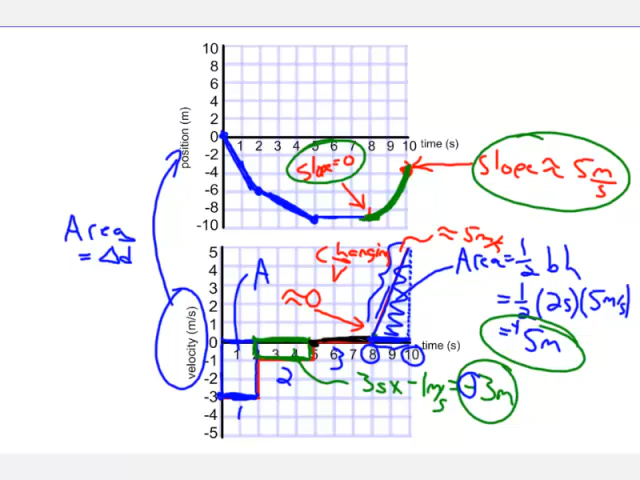 10
8
6
4
2
0
-2
-4
-6
-8
-10
position (m)
1 2 3 4 5 6 7 8 9 10 time (s)
slope=0
slope ≈ 5 m/s
Area
= Δd
5
4
3
2
1
0
-1
-2
-3
-4
-5
velocity (m/s)
1 2 3 4 5 6 7 8 9 10 time (s)
A
Changing
V
≈ 5 m/s
≈0
Area = 1/2 bh
= 1/2 (2s)(5m/s)
= +5m
1
2
3
3s x -1 m/s = -3m